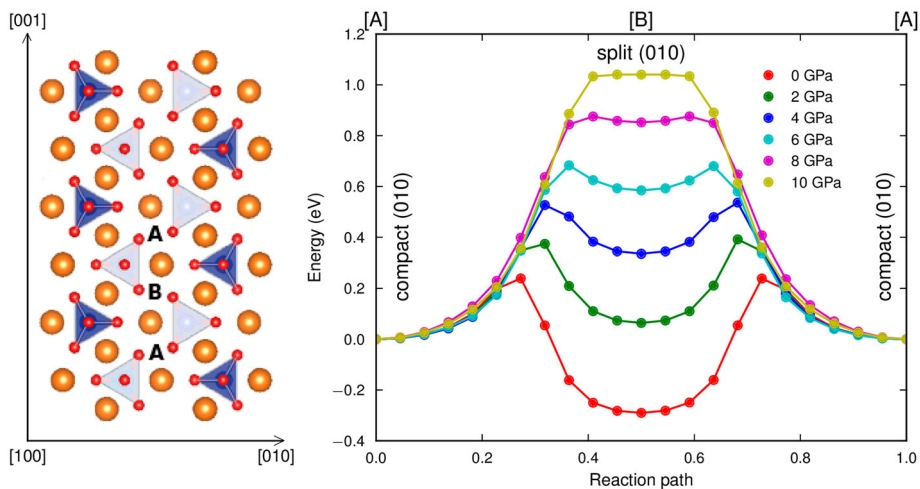 [001]
A
B
A
[100]
[010]
[A]
[B]
[A]
1.2
1.0
0.8
0.6
0.4
0.2
0.0
−0.2
−0.4
Energy (eV)
split (010)
compact (010)
compact (010)
0 GPa
2 GPa
4 GPa
6 GPa
8 GPa
10 GPa
0.0
0.2
0.4
0.6
0.8
1.0
Reaction path